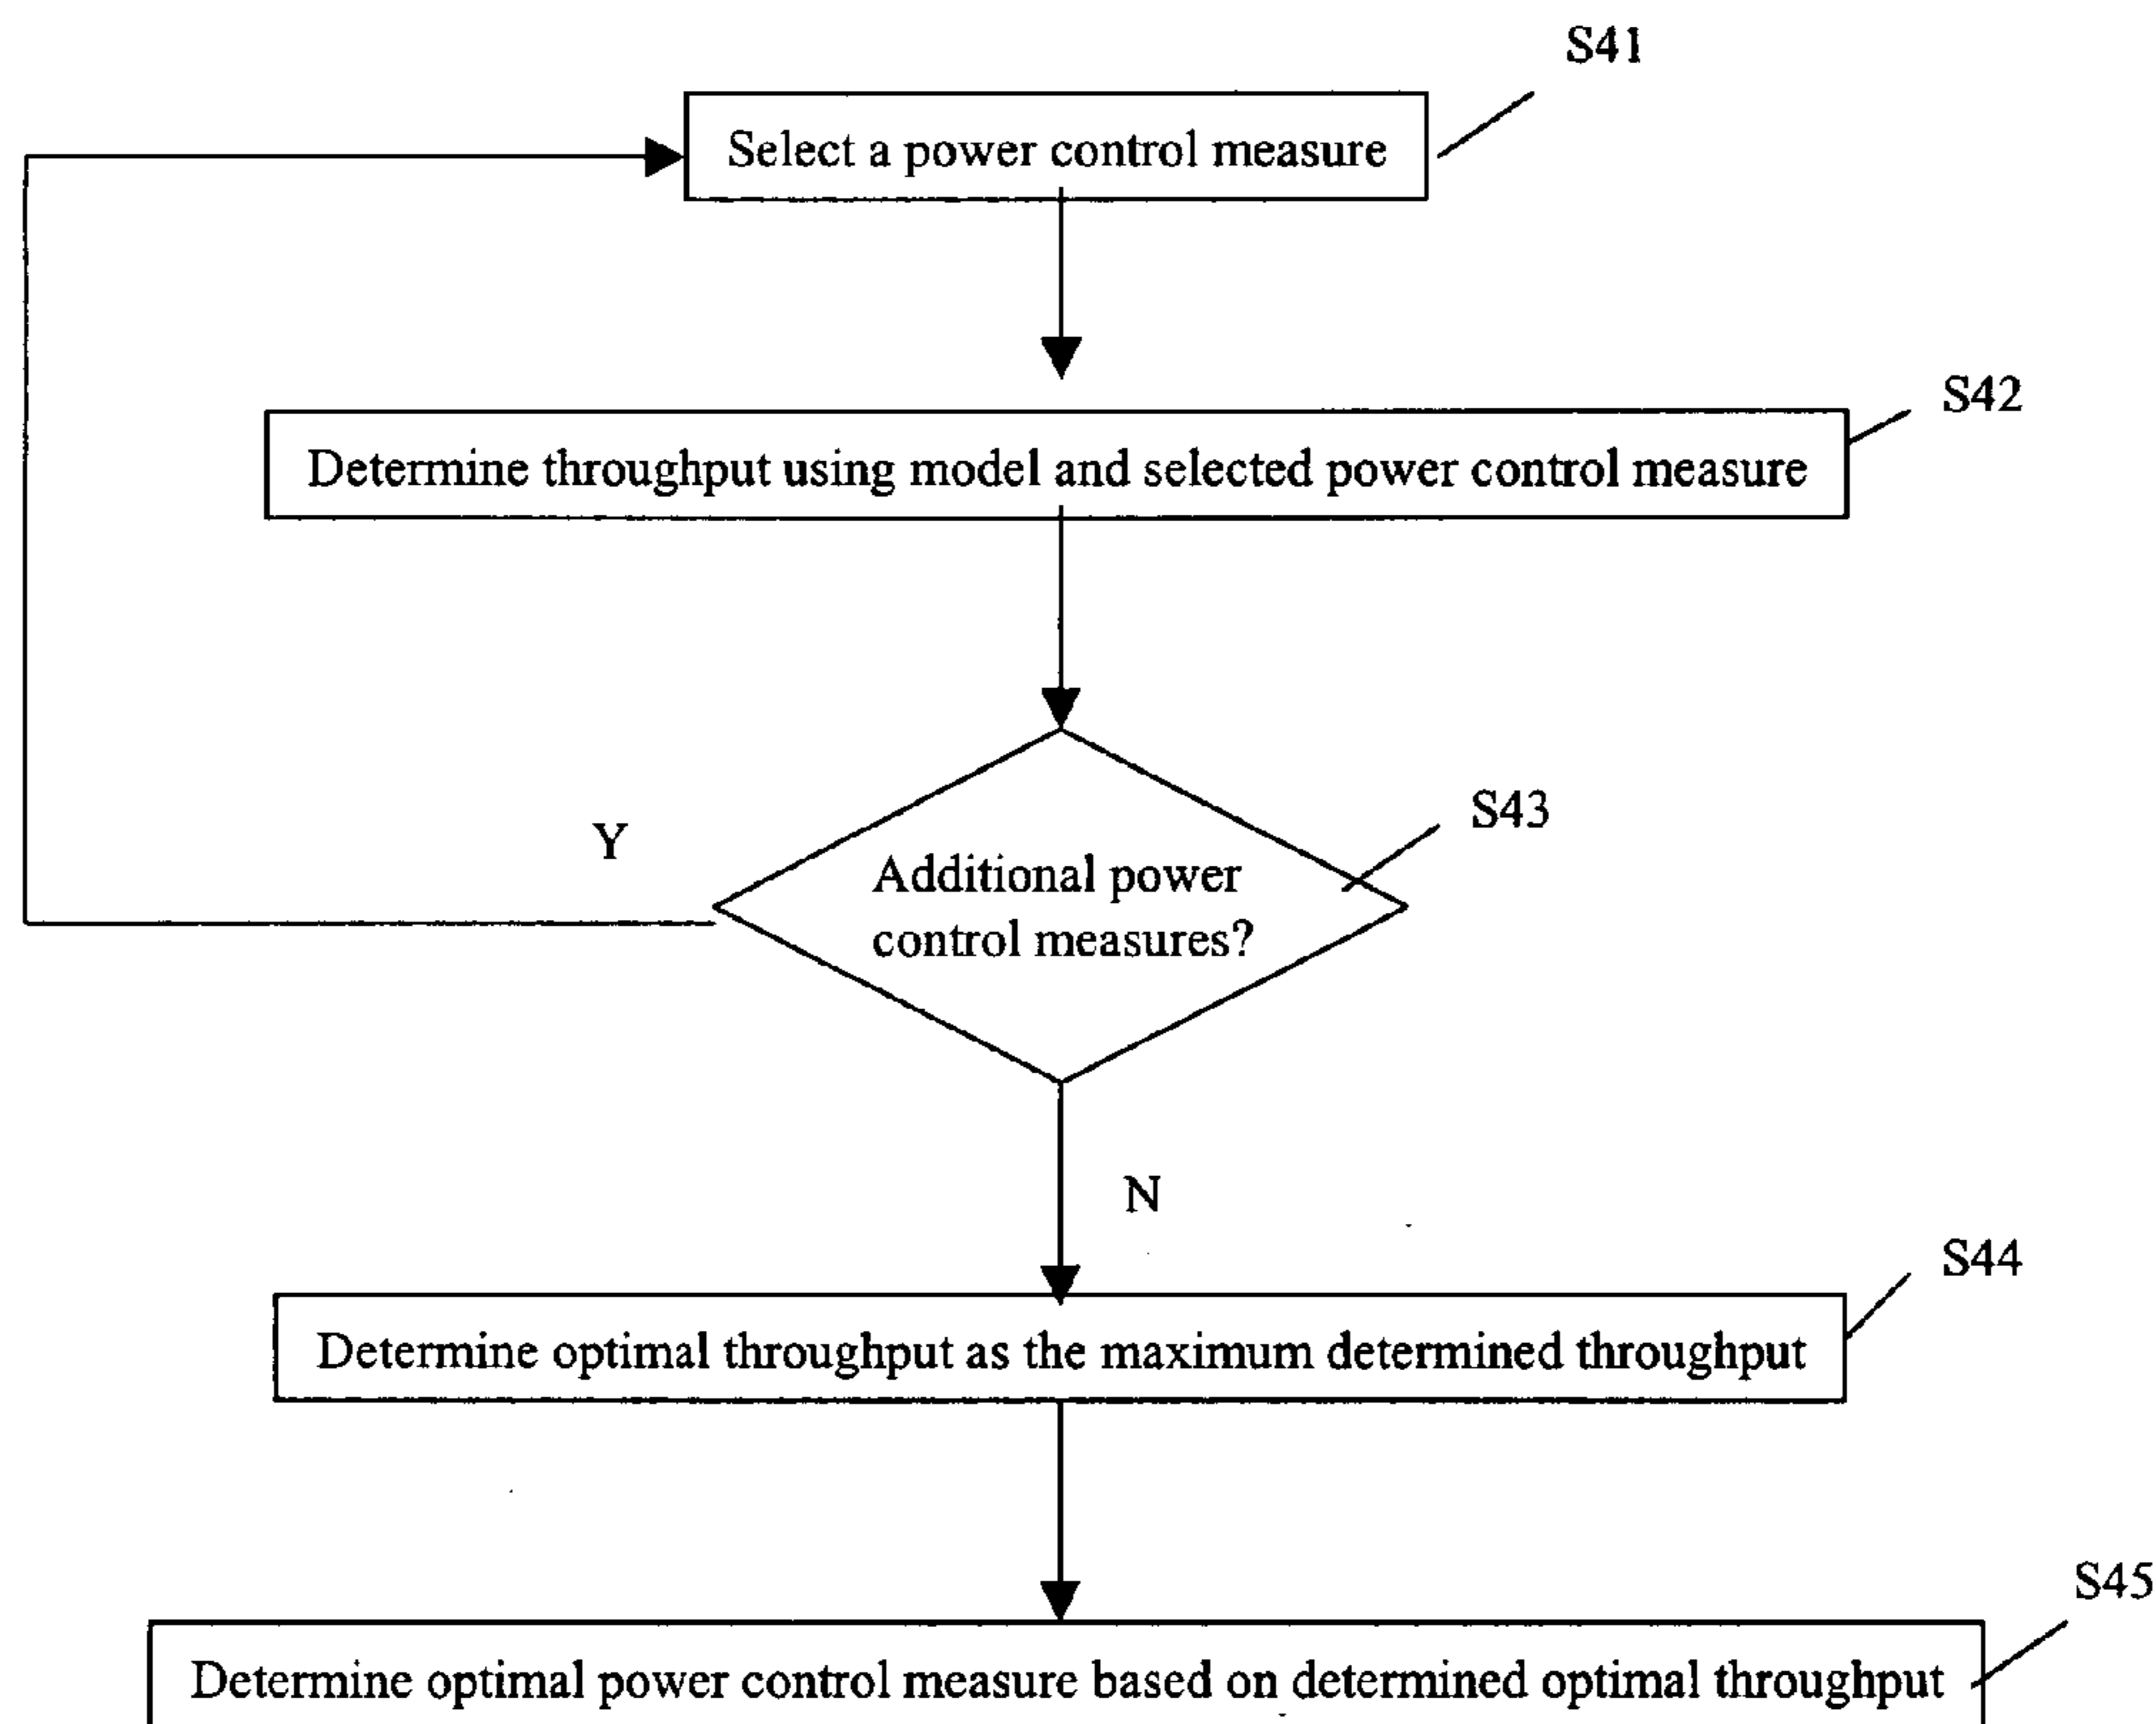 S41
Select a power control measure
S42
Determine throughput using model and selected power control measure
S43
Y
Additional power
control measures?
N
S44
Determine optimal throughput as the maximum determined throughput
S45
Determine optimal power control measure based on determined optimal throughput